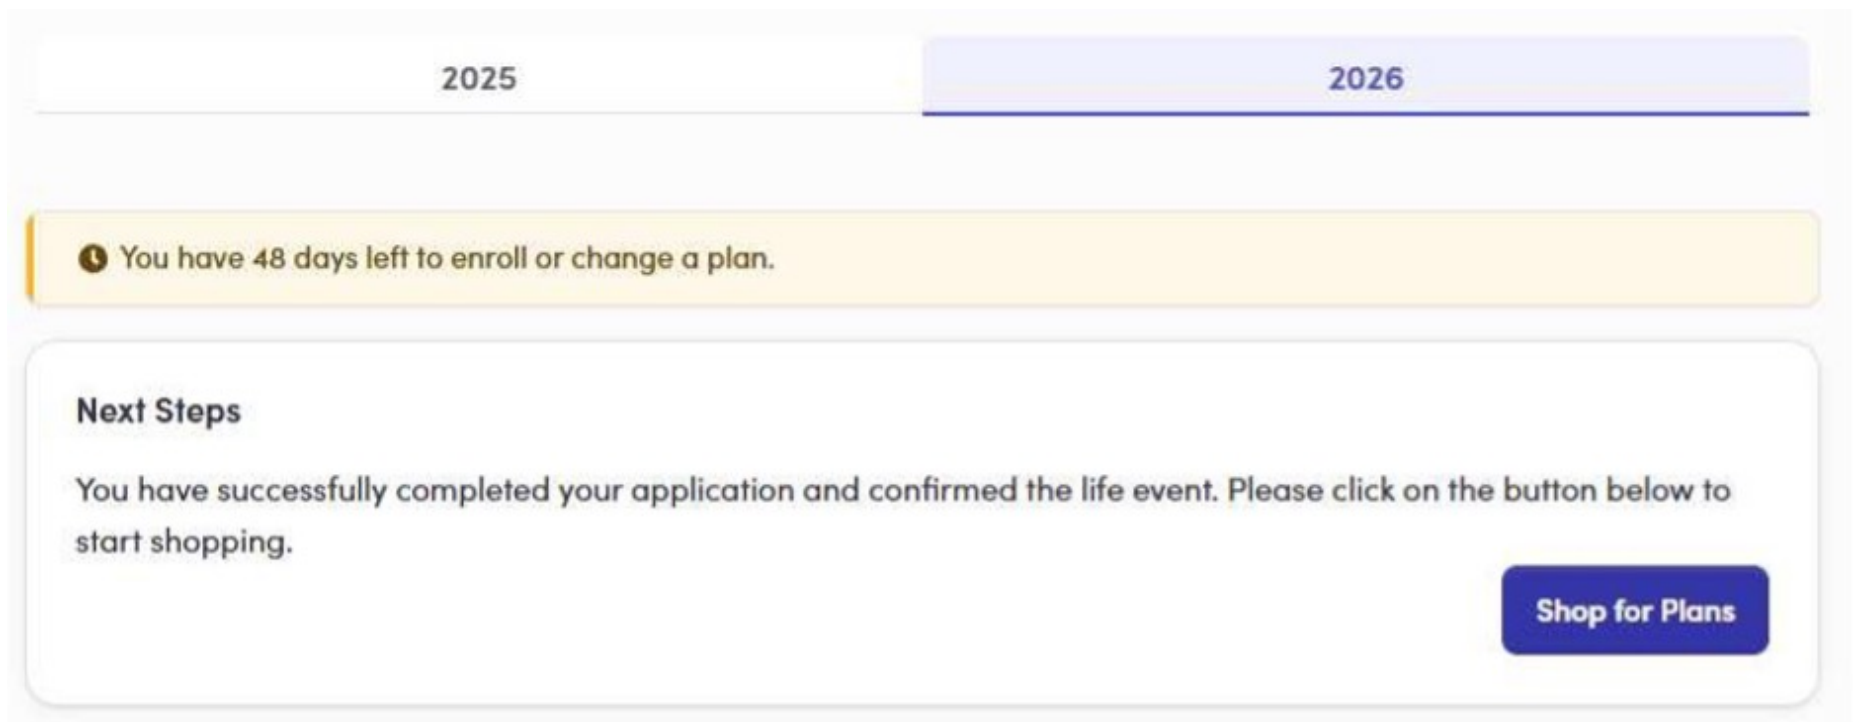 2025 2026
You have 48 days left to enroll or change a plan.
Next Steps
You have successfully completed your application and confirmed the life event. Please click on the button below to
start shopping.
Shop for Plans